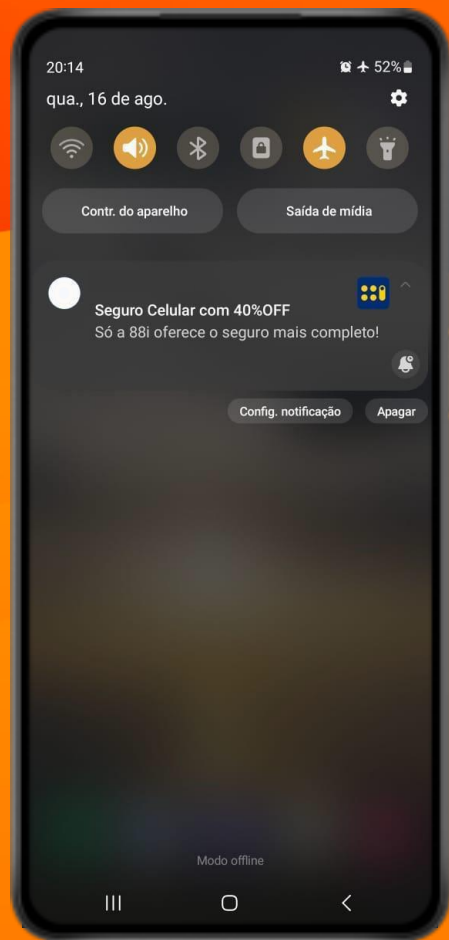 20:14 52%
qua., 16 de ago.
Contr. do aparelho Saída de mídia
Seguro Celular com 40%OFF
Só a 88i oferece o seguro mais completo!
Config. notificação Apagar
Modo offline